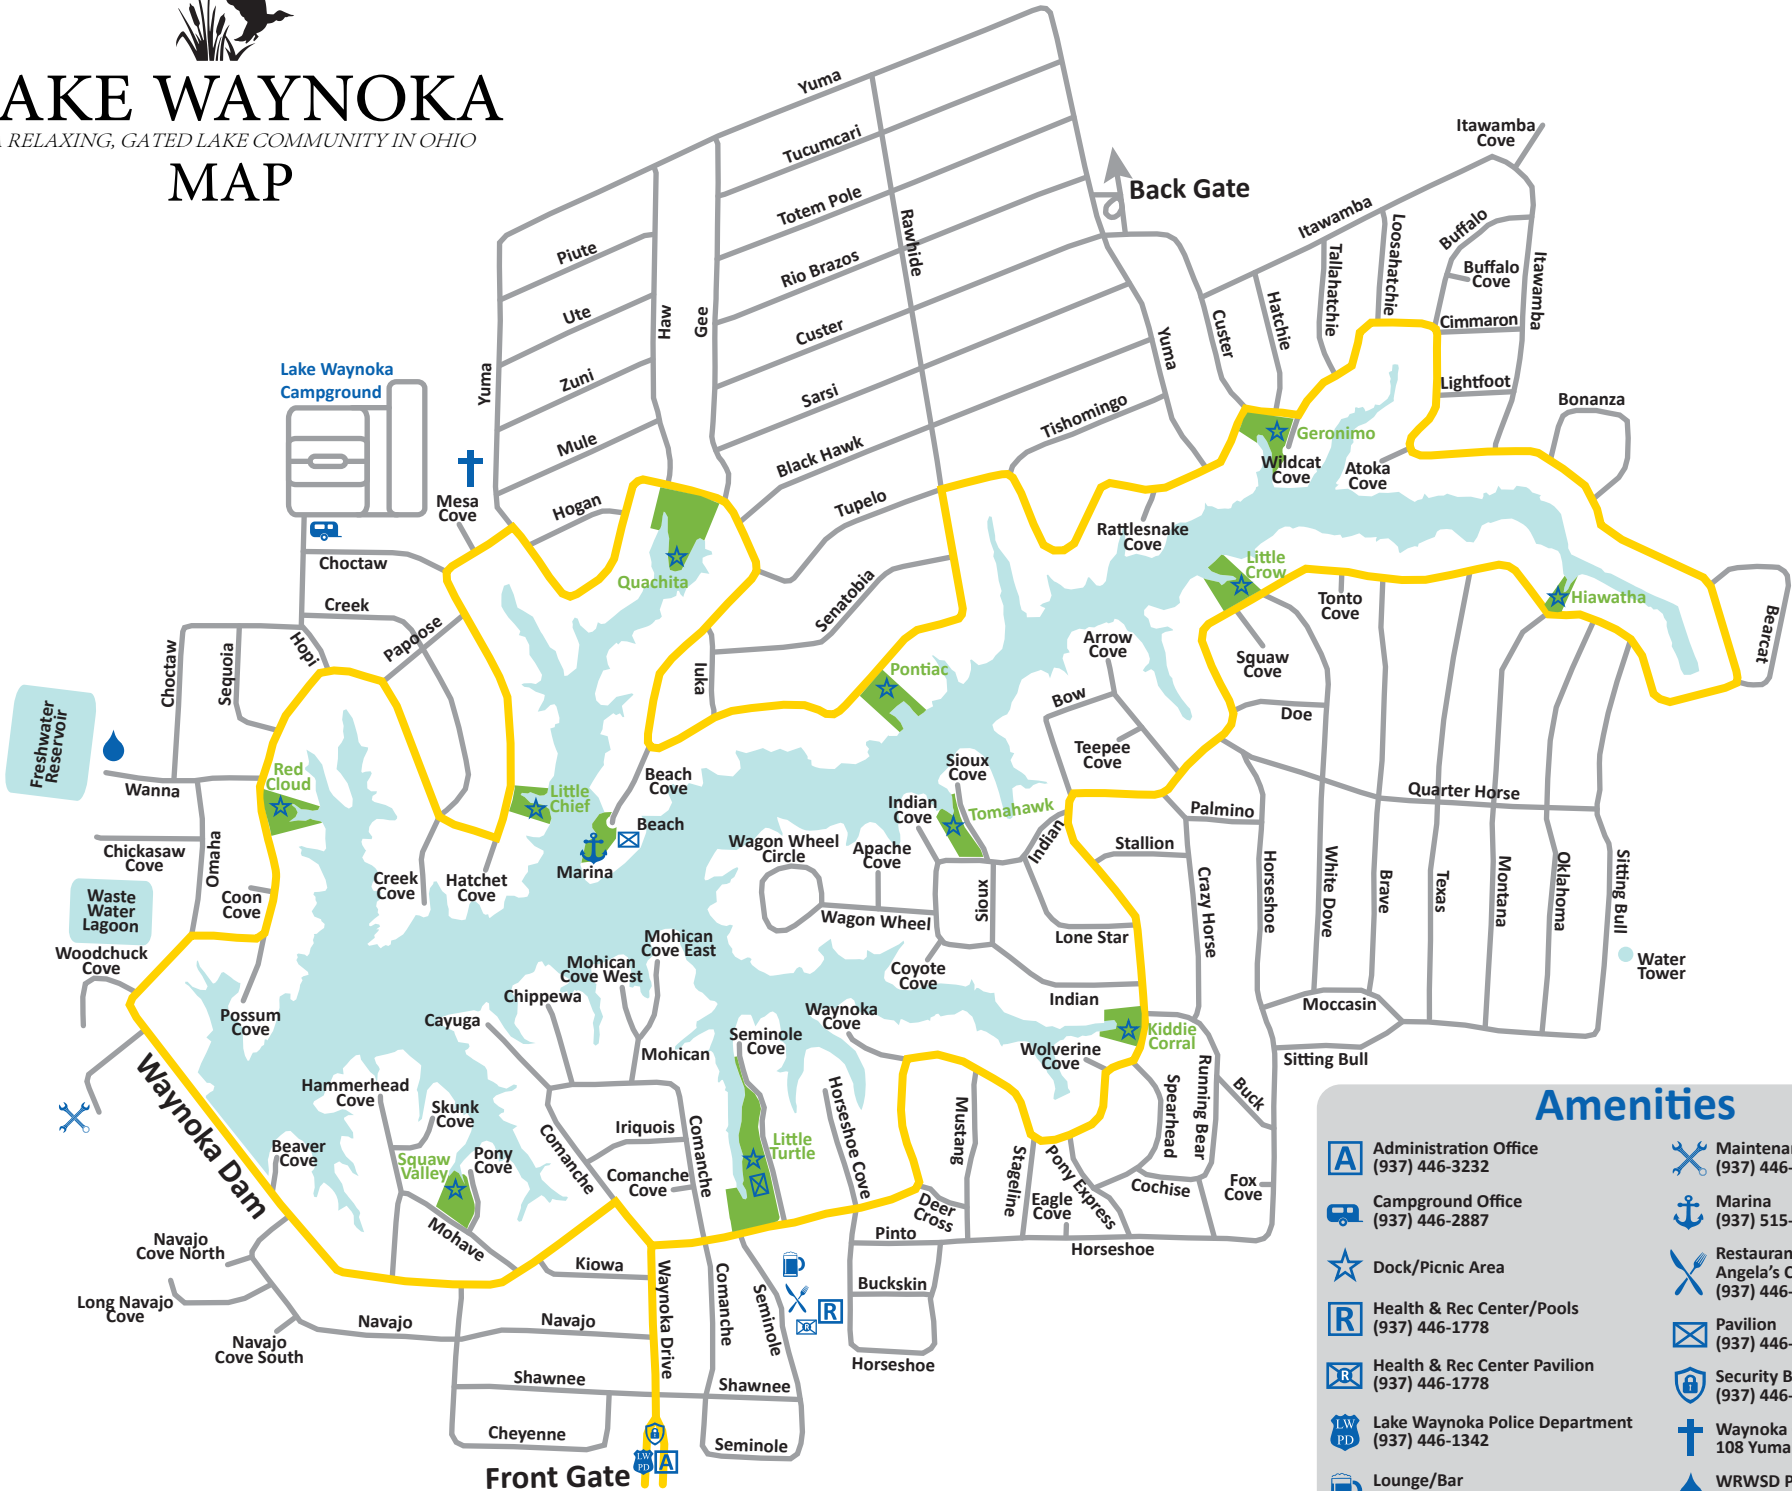 AKE WAYNOKA
A RELAXING, GATED LAKE COMMUNITY IN OHIO
MAP
Yuma
Tucumcari
Totem Pole
Rio Brazos
Custer
Sarsi
Black Hawk
Tupelo
Senatobia
Rawhide
Piute
Ute
Zuni
Mule
Hogan
Haw
Gee
Yuma
Back Gate
Itawamba
Cove
Itawamba
Loosahatchie
Tallahatchie
Hatchie
Custer
Yuma
Tishomingo
Buffalo
Buffalo
Cove
Itawamba
Cimmaron
Lightfoot
Bonanza
Geronimo
Wildcat
Cove
Atoka
Cove
Rattlesnake
Cove
Little
Crow
Tonto
Cove
Hiawatha
Bearcat
Squaw
Cove
Arrow
Cove
Bow
Doe
Teepee
Cove
Lake Waynoka
Campground
Mesa
Cove
Choctaw
Creek
Hopi
Papoose
Choctaw
Sequoia
Freshwater
Reservoir
Wanna
Red
Cloud
Chickasaw
Cove
Omaha
Coon
Cove
Waste
Water
Lagoon
Woodchuck
Cove
Possum
Cove
Creek
Cove
Hatchet
Cove
Little
Chief
Marina
Beach
Beach
Cove
Quachita
Iuka
Pontiac
Sioux
Cove
Indian
Cove
Tomahawk
Indian
Wagon Wheel
Circle
Apache
Cove
Sioux
Wagon Wheel
Coyote
Cove
Palmino
Stallion
Lone Star
Indian
Crazy Horse
Horseshoe
Quarter Horse
White Dove
Brave
Texas
Montana
Oklahoma
Sitting Bull
Water
Tower
Moccasin
Sitting Bull
Kiddie
Corral
Wolverine
Cove
Waynoka
Cove
Seminole
Cove
Mohican
Cove East
Mohican
Cove West
Chippewa
Cayuga
Mohican
Waynoka Dam
Hammerhead
Cove
Skunk
Cove
Beaver
Cove
Squaw
Valley
Pony
Cove
Mohave
Comanche
Iriquois
Comanche
Cove
Comanche
Little
Turtle
Horseshoe Cove
Mustang
Stageline
Pony Express
Eagle
Cove
Spearhead
Running Bear
Buck
Cochise
Fox
Cove
Deer
Cross
Pinto
Horseshoe
Buckskin
Horseshoe
Navajo
Cove North
Long Navajo
Cove
Navajo
Cove South
Navajo
Navajo
Kiowa
Waynoka Drive
Comanche
Seminole
R
R
Shawnee
Shawnee
Cheyenne
Seminole
LW
PD
A
Front Gate
Amenities
A
Administration Office
(937) 446-3232
Campground Office
(937) 446-2887
Dock/Picnic Area
R
Health & Rec Center/Pools
(937) 446-1778
R
Health & Rec Center Pavilion
(937) 446-1778
LW
PD
Lake Waynoka Police Department
(937) 446-1342
Lounge/Bar
Maintenan
(937) 446-
Marina
(937) 515-
Restauran
Angela's C
(937) 446-
Pavilion
(937) 446-
Security B
(937) 446-
Waynoka
108 Yuma
WRWSD P